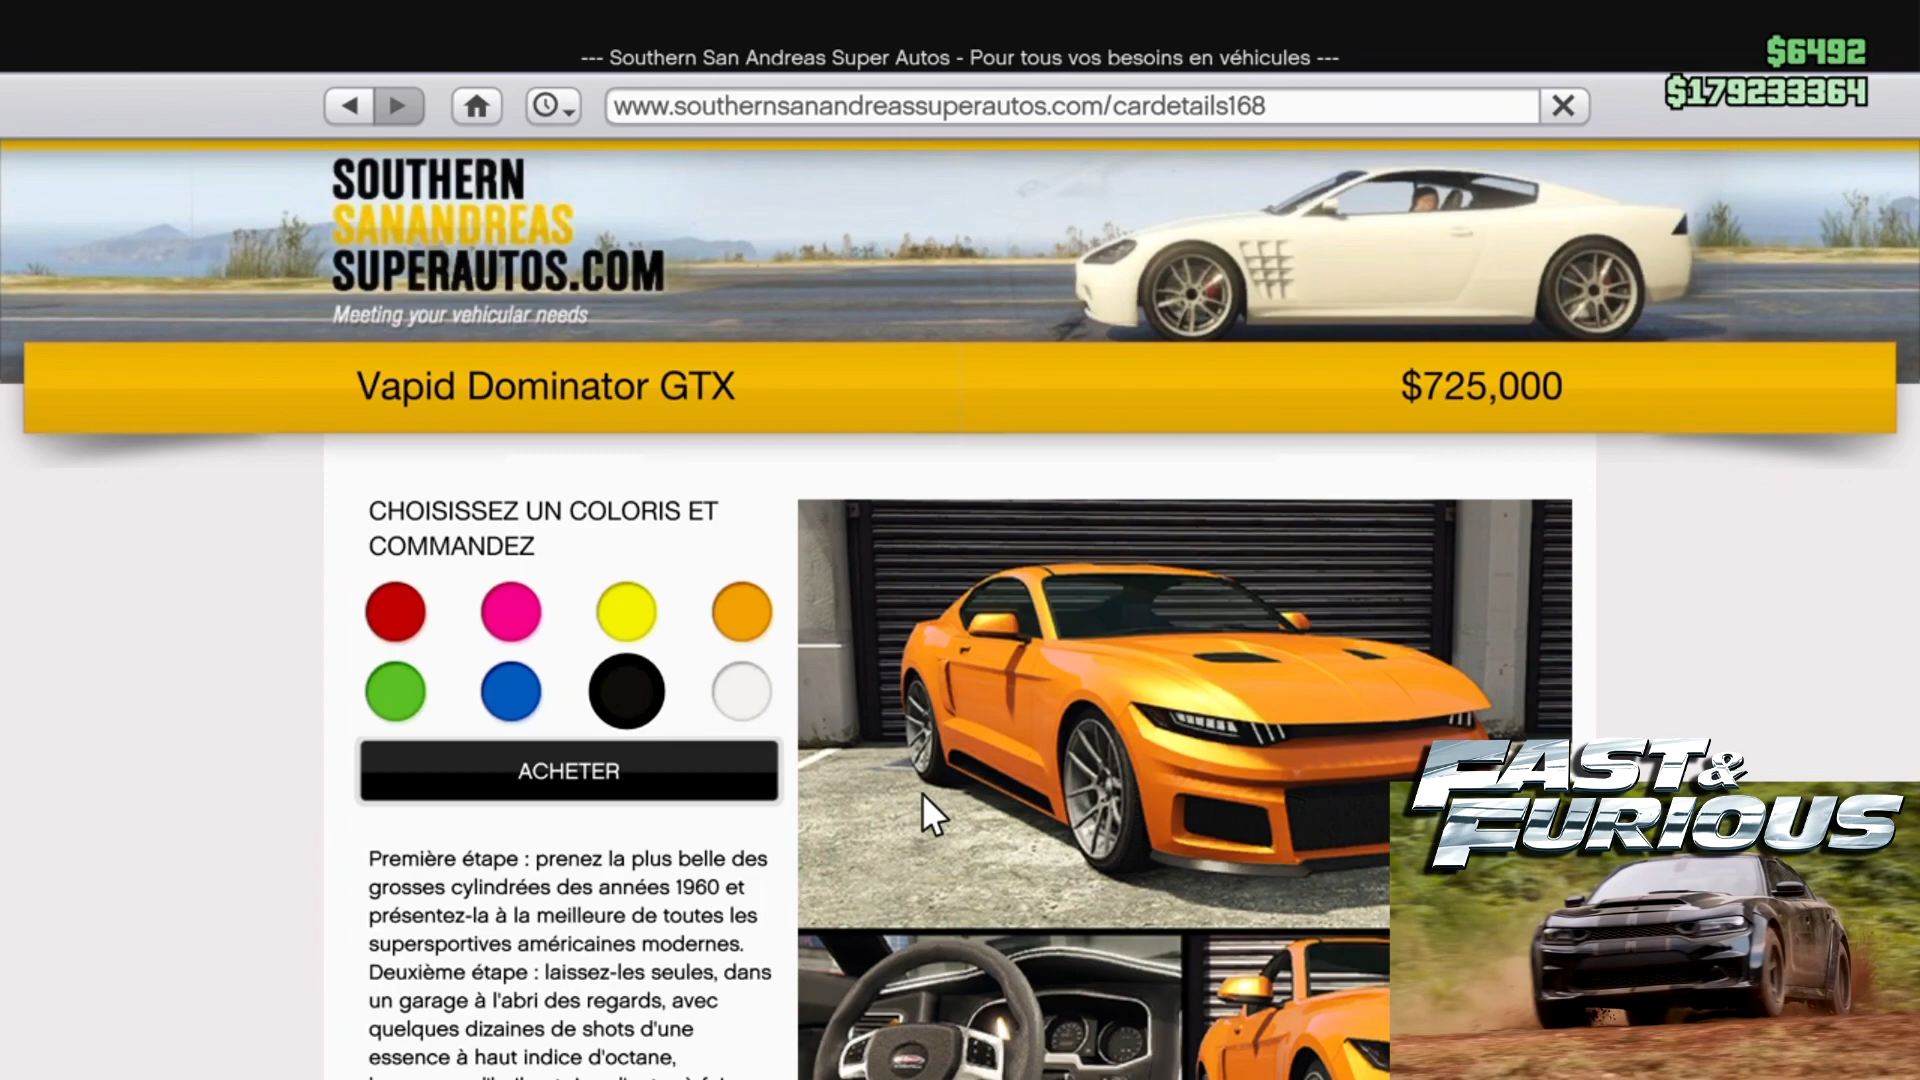 --- Southern San Andreas Super Autos - Pour tous vos besoins en véhicules ---
$6492
$179233364
www.southernsanandreassuperautos.com/cardetails168
SOUTHERN
SANANDREAS
SUPERAUTOS.COM
Meeting your vehicular needs
Vapid Dominator GTX
$725,000
CHOISISSEZ UN COLORIS ET
COMMANDEZ
ACHETER
Première étape : prenez la plus belle des
grosses cylindrées des années 1960 et
présentez-la à la meilleure de toutes les
supersportives américaines modernes.
Deuxième étape : laissez-les seules, dans
un garage à l'abri des regards, avec
quelques dizaines de shots d'une
essence à haut indice d'octane,
FAST &
FURIOUS